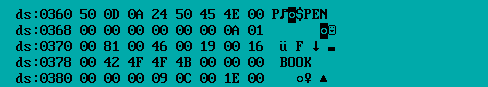 ds:0360 50 0D 0A 24 50 45 4E 00 P♪◙$PEN
ds:0368 00 00 00 00 00 00 0A 01 ◙☺
ds:0370 00 81 00 46 00 19 00 16 ü F ↓ ▬
ds:0378 00 42 4F 4F 4B 00 00 00 BOOK
ds:0380 00 00 00 09 0C 00 1E 00 ○♀ ▲